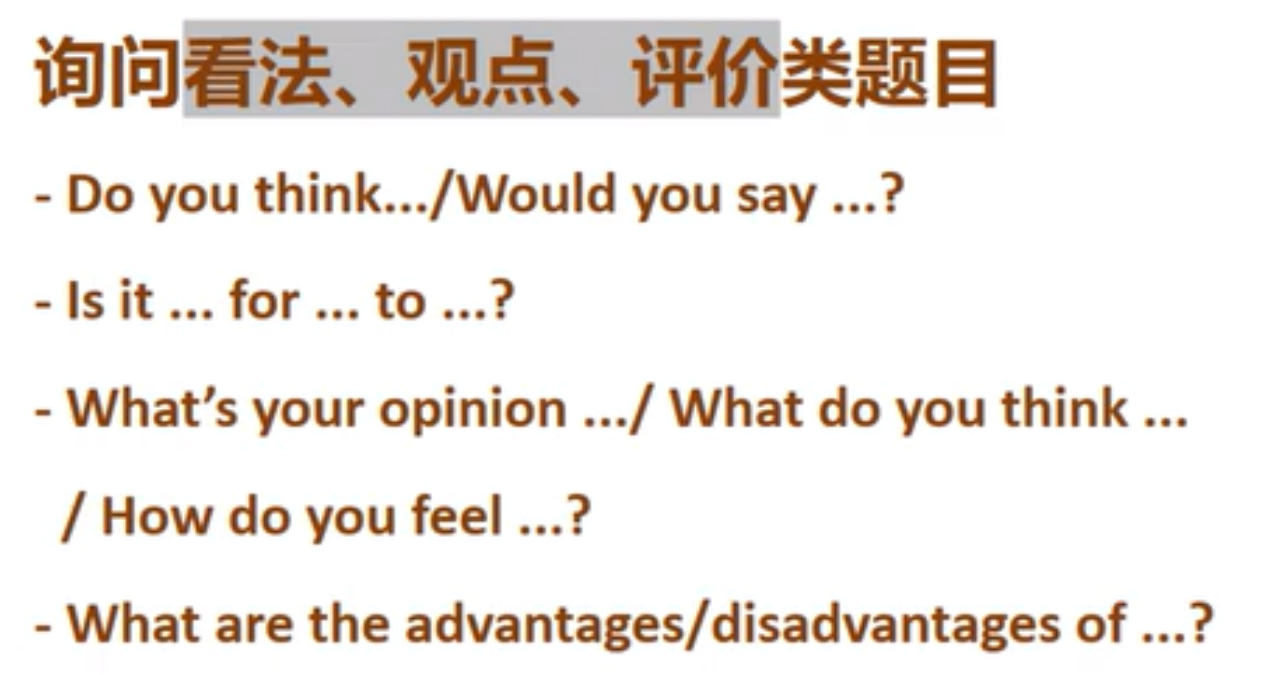 询问看法、观点、评价类题目
- Do you think.../Would you say ...?
- Is it ... for ... to ...?
- What’s your opinion .../ What do you think ...
/ How do you feel ...?
- What are the advantages/disadvantages of ...?